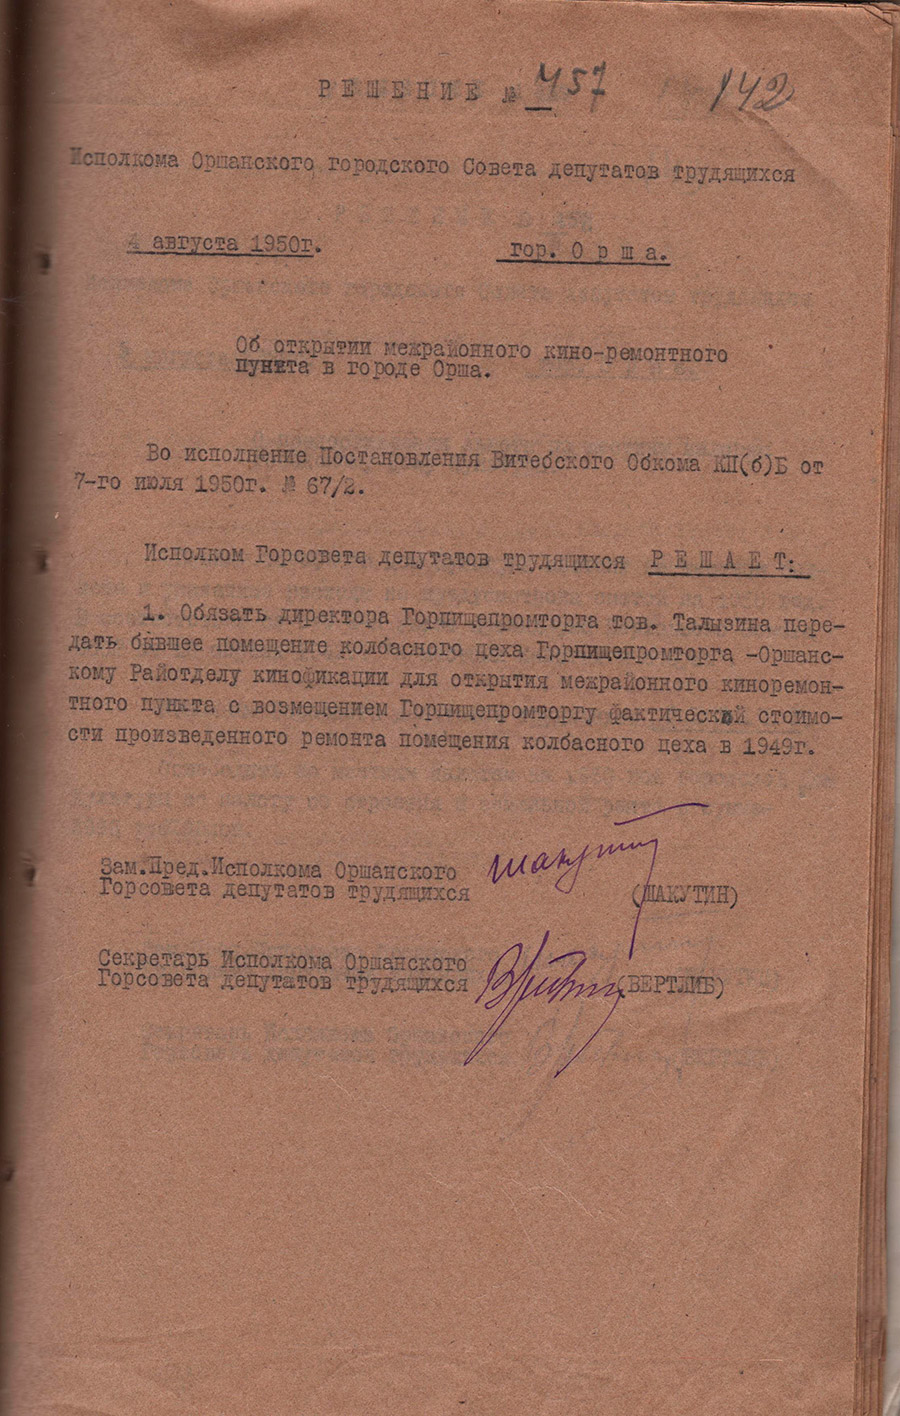 РЕШЕНИЕ № 457 142
Исполкома Оршанского городского Совета депутатов трудящихся
4 августа 1950г. гор. Орша.
Об открытии межрайонного кино-ремонтного
пункта в городе Орша.
Во исполнение Постановления Витебского Обкома КП(б)Б от
7-го июля 1950г. № 67/2.
Исполком Горсовета депутатов трудящихся РЕШАЕТ:
1. Обязать директора Горпищепромторга тов. Талызина пере-
дать бывшее помещение колбасного цеха Горпищепромторга -Оршанс-
кому Райотделу кинофикации для открытия межрайонного киноремон-
тного пункта с возмещением Горпищепромторгу фактической стоимо-
сти произведенного ремонта помещения колбасного цеха в 1949г.
Зам.Пред.Исполкома Оршанского
Горсовета депутатов трудящихся (ШАКУТИН)
Секретарь Исполкома Оршанского
Горсовета депутатов трудящихся (ВЕРТЛИБ)